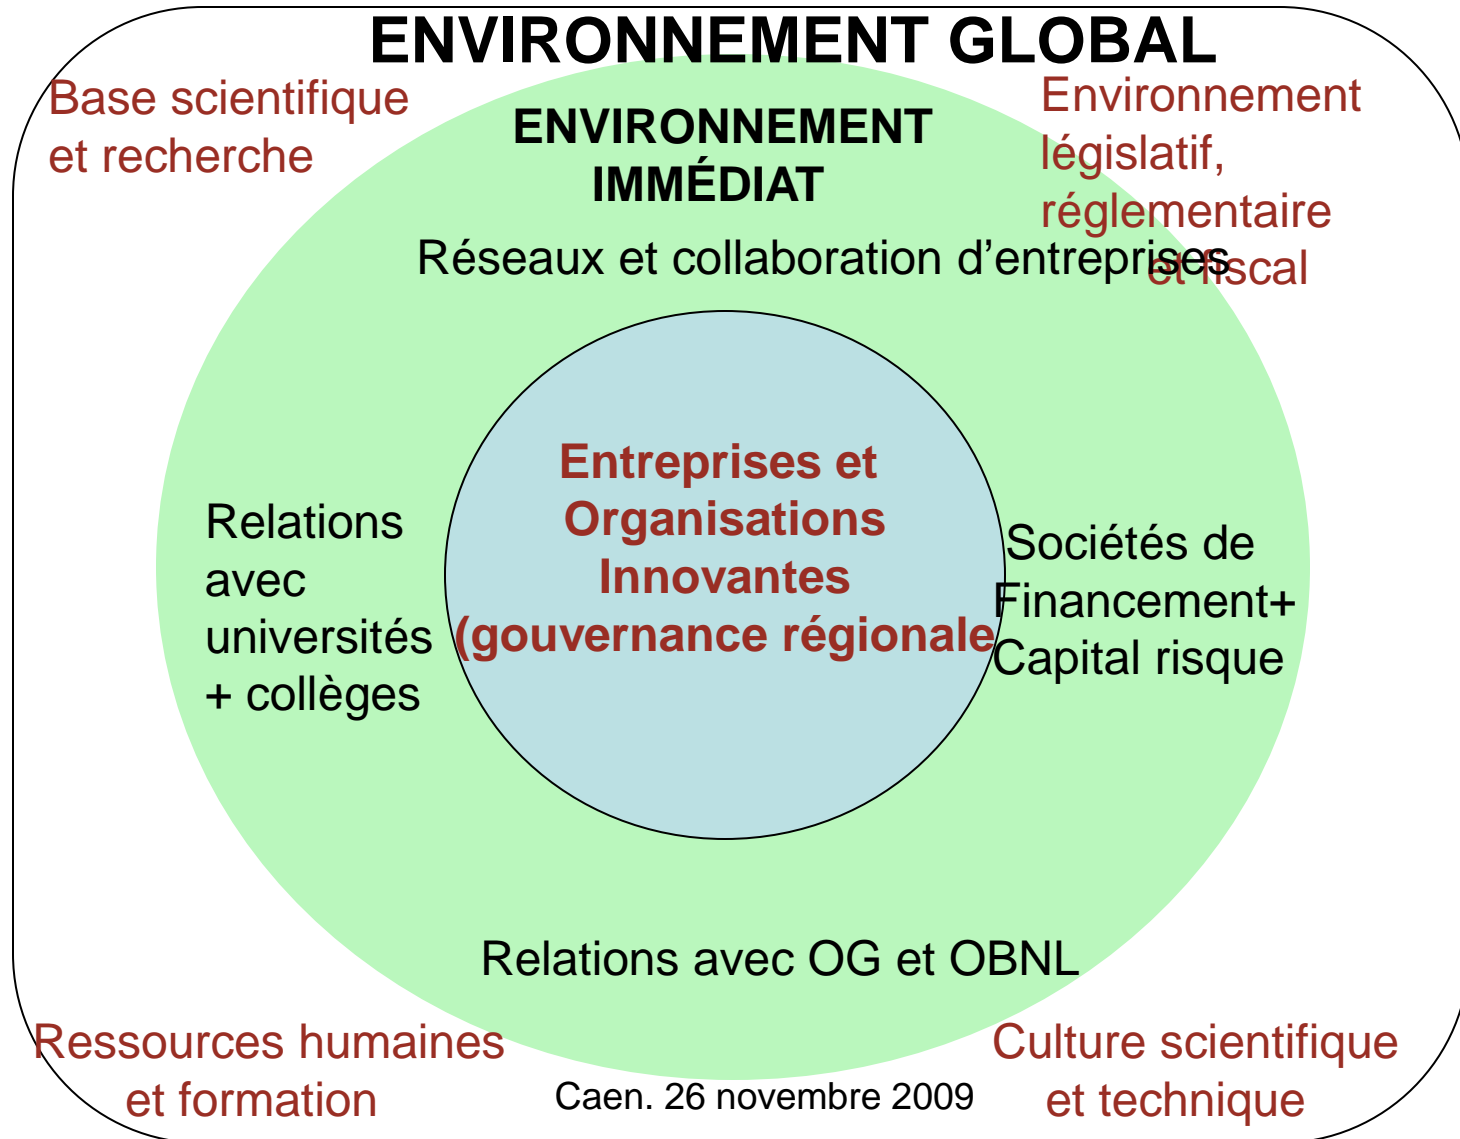 ENVIRONNEMENT GLOBAL
Base scientifique
et recherche
ENVIRONNEMENT
IMMÉDIAT
Environnement
législatif,
réglementaire
et fiscal
Réseaux et collaboration d’entreprises
Entreprises et
Organisations
Innovantes
(gouvernance régionale
Relations
avec
universités
+ collèges
Sociétés de
Financement+
Capital risque
Relations avec OG et OBNL
Ressources humaines
et formation
Culture scientifique
et technique
Caen. 26 novembre 2009